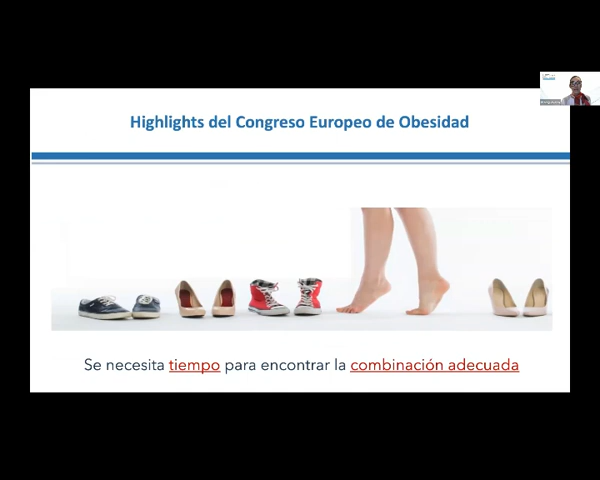 Highlights del Congreso Europeo de Obesidad
Se necesita tiempo para encontrar la combinación adecuada